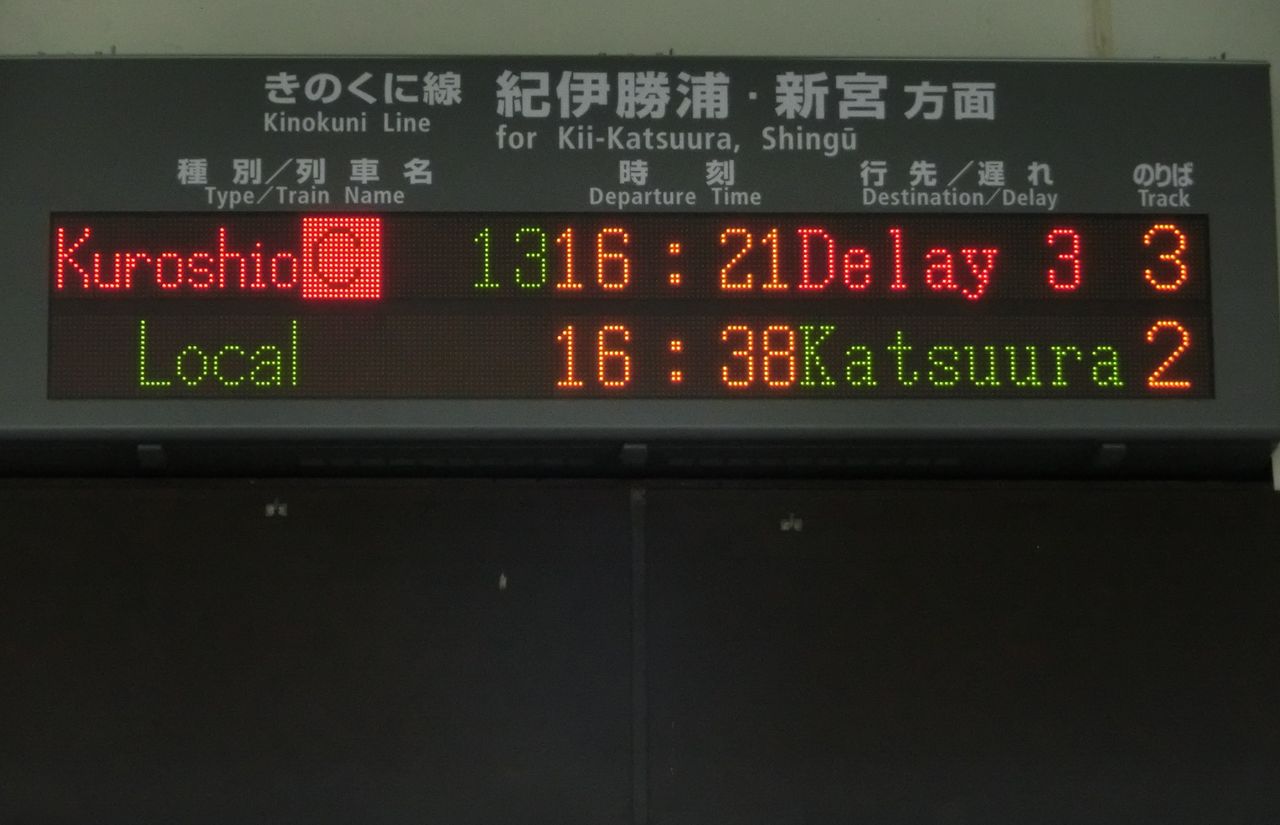 きのくに線 紀伊勝浦・新宮方面
Kinokuni Line for Kii-Katsuura, Shingū
種別／列車名 時刻 行先／遅れ のりば
Type／Train Name Departure Time Destination／Delay Track
Kuroshio C 13 16:21 Delay 3 3
Local 16:38 Katsuura 2